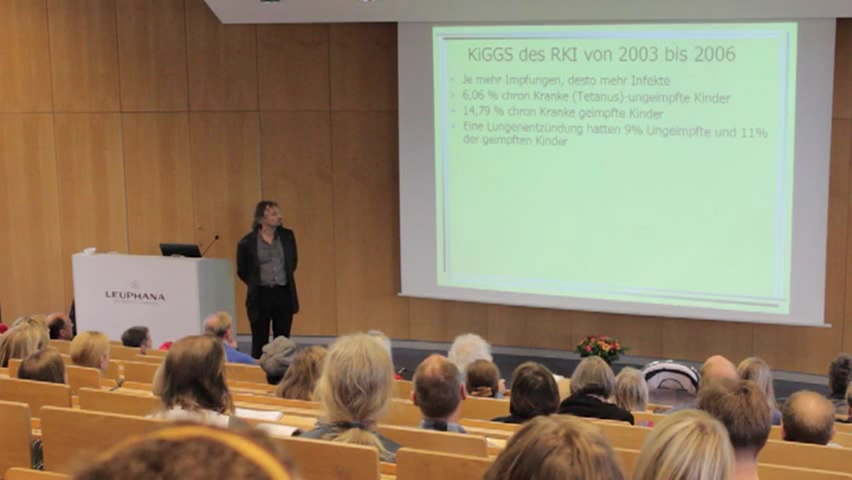 KiGGS des RKI von 2003 bis 2006
Je mehr Impfungen, desto mehr Infekte
6,06 % chron Kranke (Tetanus)-ungeimpfte Kinder
14,79 % chron Kranke geimpfte Kinder
Eine Lungenentzündung hatten 9% Ungeimpfte und 11%
der geimpften Kinder
LEUPHANA